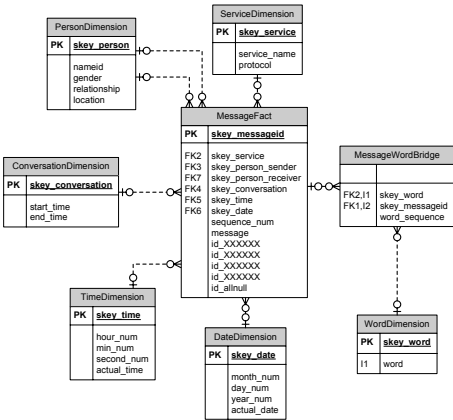 PersonDimension
PK skey_person
nameid
gender
relationship
location
ServiceDimension
PK skey_service
service_name
protocol
MessageFact
PK skey_messageid
FK2 skey_service
FK3 skey_person_sender
FK7 skey_person_receiver
FK4 skey_conversation
FK5 skey_time
FK6 skey_date
sequence_num
message
id_XXXXXX
id_XXXXXX
id_XXXXXX
id_XXXXXX
id_allnull
ConversationDimension
PK skey_conversation
start_time
end_time
MessageWordBridge
FK2,I1 skey_word
FK1,I2 skey_messageid
word_sequence
TimeDimension
PK skey_time
hour_num
min_num
second_num
actual_time
DateDimension
PK skey_date
month_num
day_num
year_num
actual_date
WordDimension
PK skey_word
I1 word